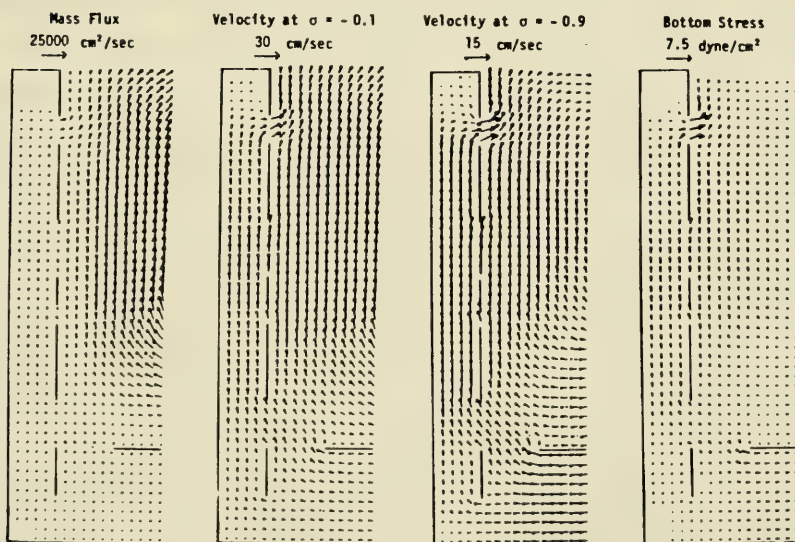 Mass Flux
25000 cm²/sec
Velocity at σ = -0.1
30 cm/sec
Velocity at σ = -0.9
15 cm/sec
Bottom Stress
7.5 dyne/cm²